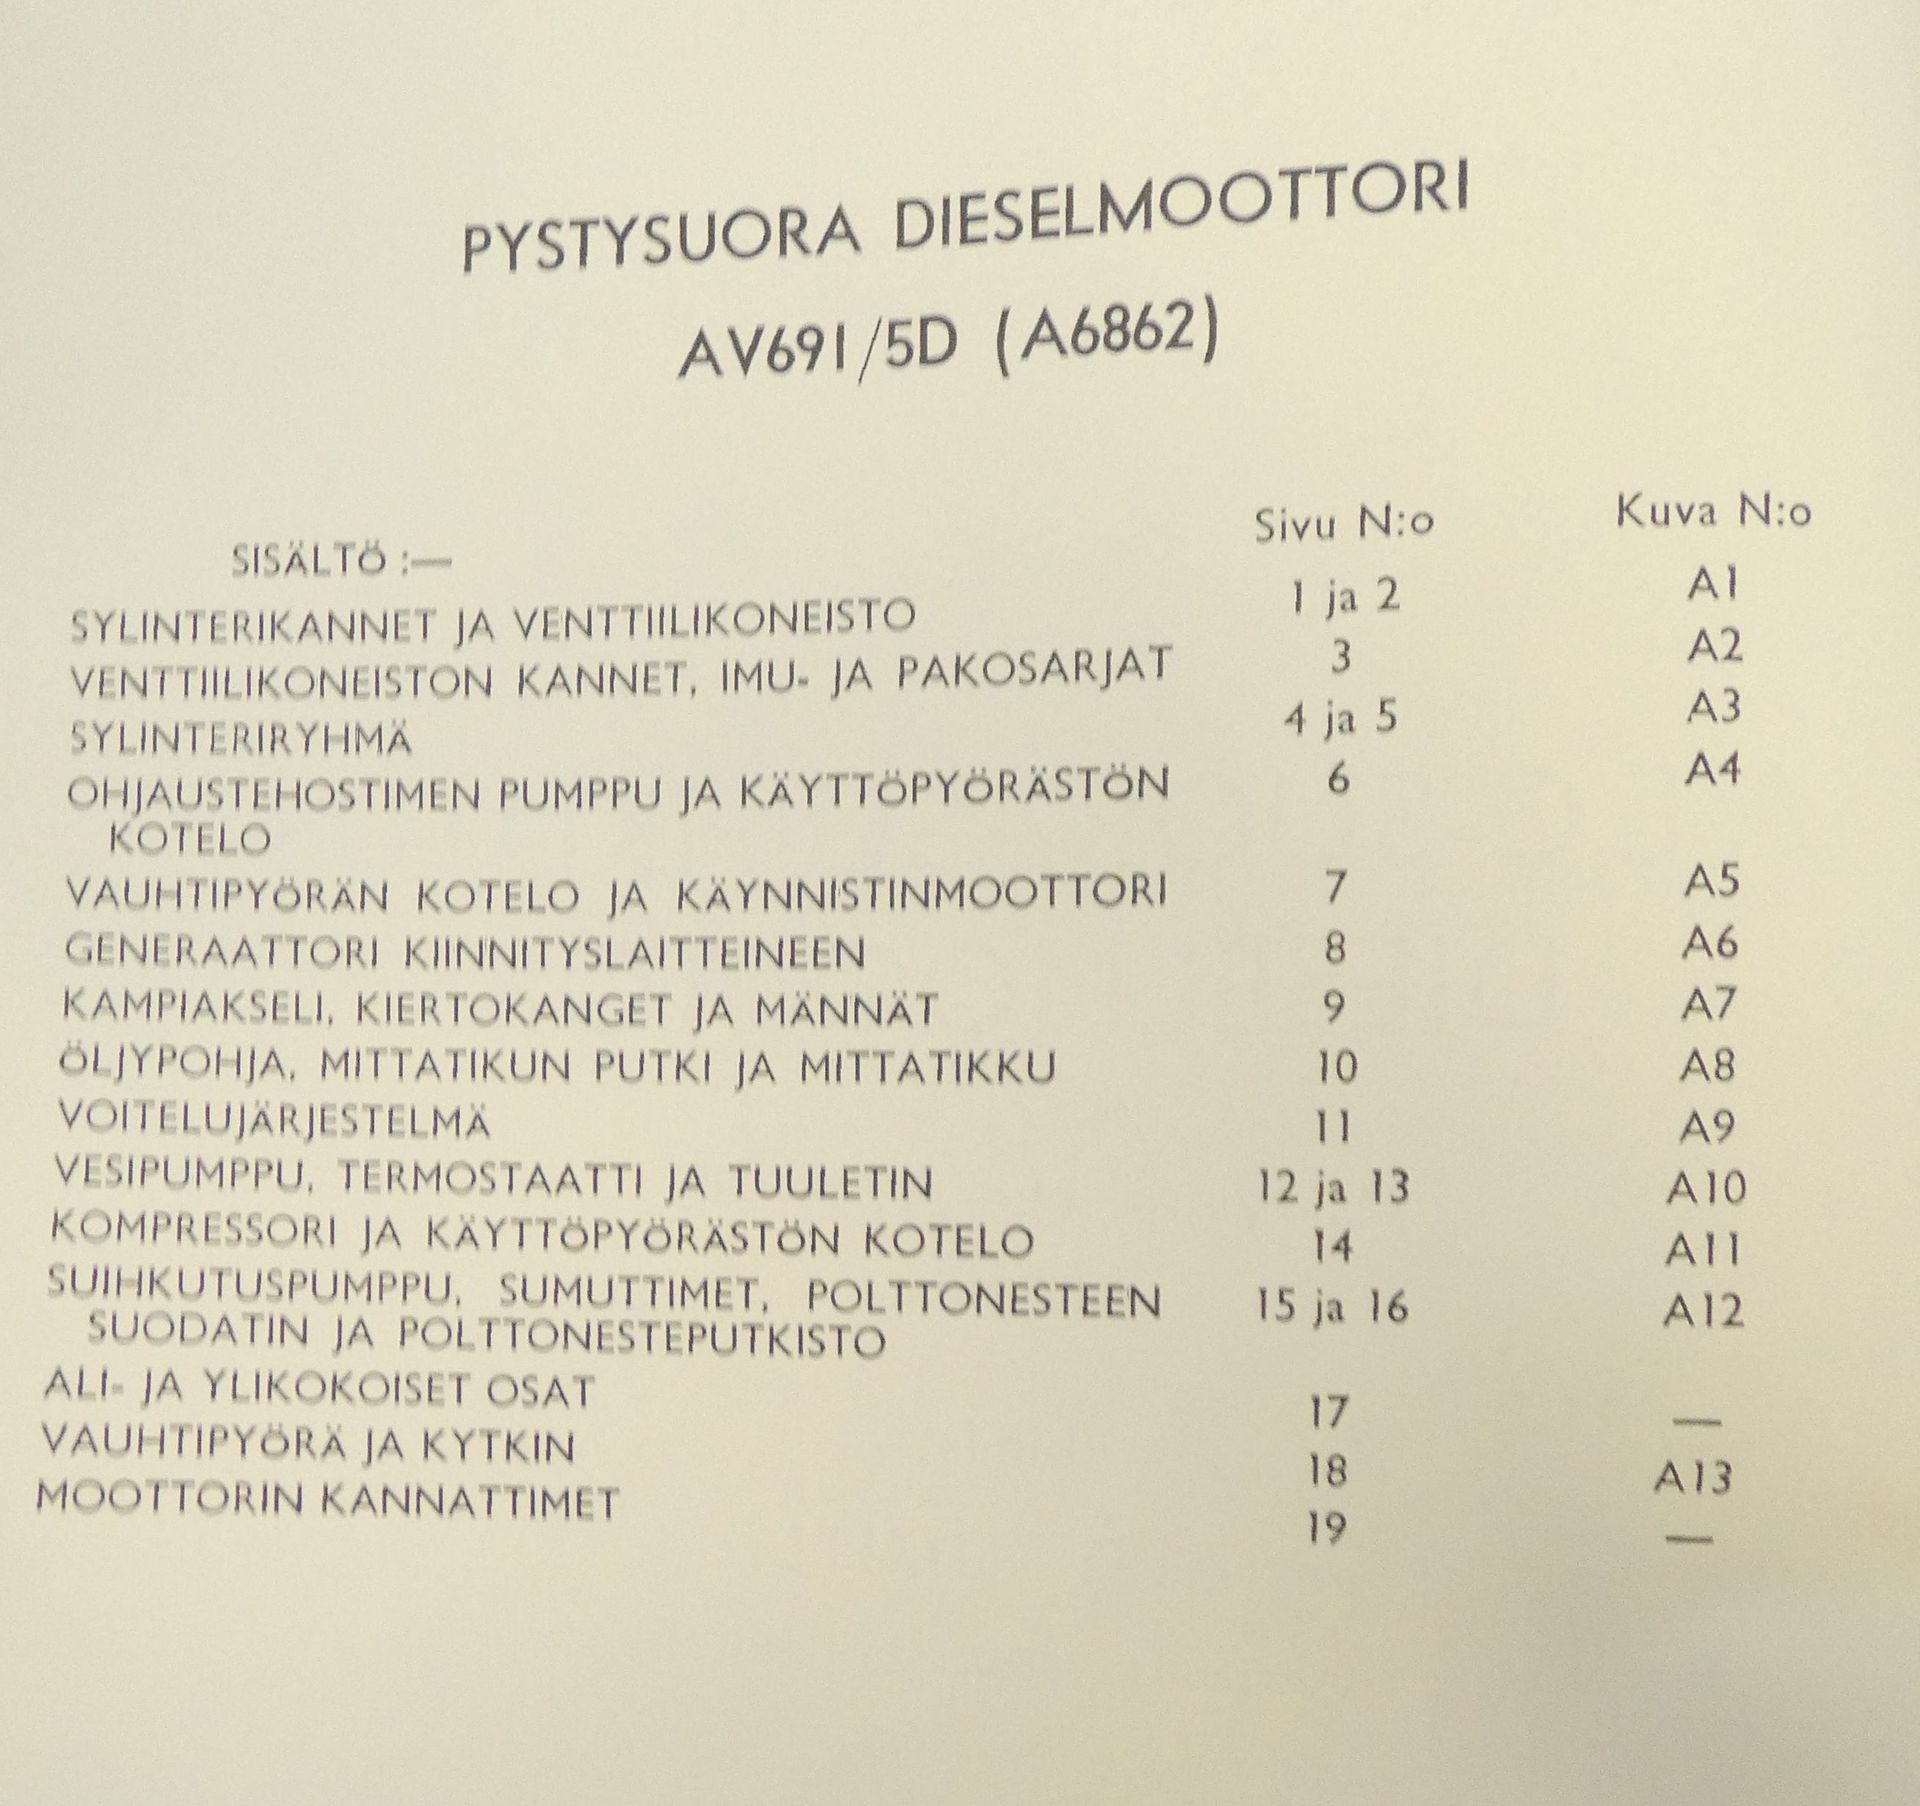 PYSTYSUORA DIESELMOOTTORI
AV691/5D (A6862)
SISÄLTÖ :— Sivu N:o Kuva N:o
SYLINTERIKANNET JA VENTTIILIKONEISTO 1 ja 2 A1
VENTTIILIKONEISTON KANNET, IMU- JA PAKOSARJAT 3 A2
SYLINTERIRYHMÄ 4 ja 5 A3
OHJAUSTEHOSTIMEN PUMPPU JA KÄYTTÖPYÖRÄSTÖN 6 A4
KOTELO
VAUHTIPYÖRÄN KOTELO JA KÄYNNISTINMOOTTORI 7 A5
GENERAATTORI KIINNITYSLAITTEINEEN 8 A6
KAMPIAKSELI, KIERTOKANGET JA MÄNNÄT 9 A7
ÖLJYPOHJA, MITTATIKUN PUTKI JA MITTATIKKU 10 A8
VOITELUJÄRJESTELMÄ 11 A9
VESIPUMPPU, TERMOSTAATTI JA TUULETIN 12 ja 13 A10
KOMPRESSORI JA KÄYTTÖPYÖRÄSTÖN KOTELO 14 A11
SUIHKUTUSPUMPPU, SUMUTTIMET, POLTTONESTEEN 15 ja 16 A12
SUODATIN JA POLTTONESTEPUTKISTO
ALI- JA YLIKOKOISET OSAT 17 —
VAUHTIPYÖRÄ JA KYTKIN 18 A13
MOOTTORIN KANNATTIMET 19 —